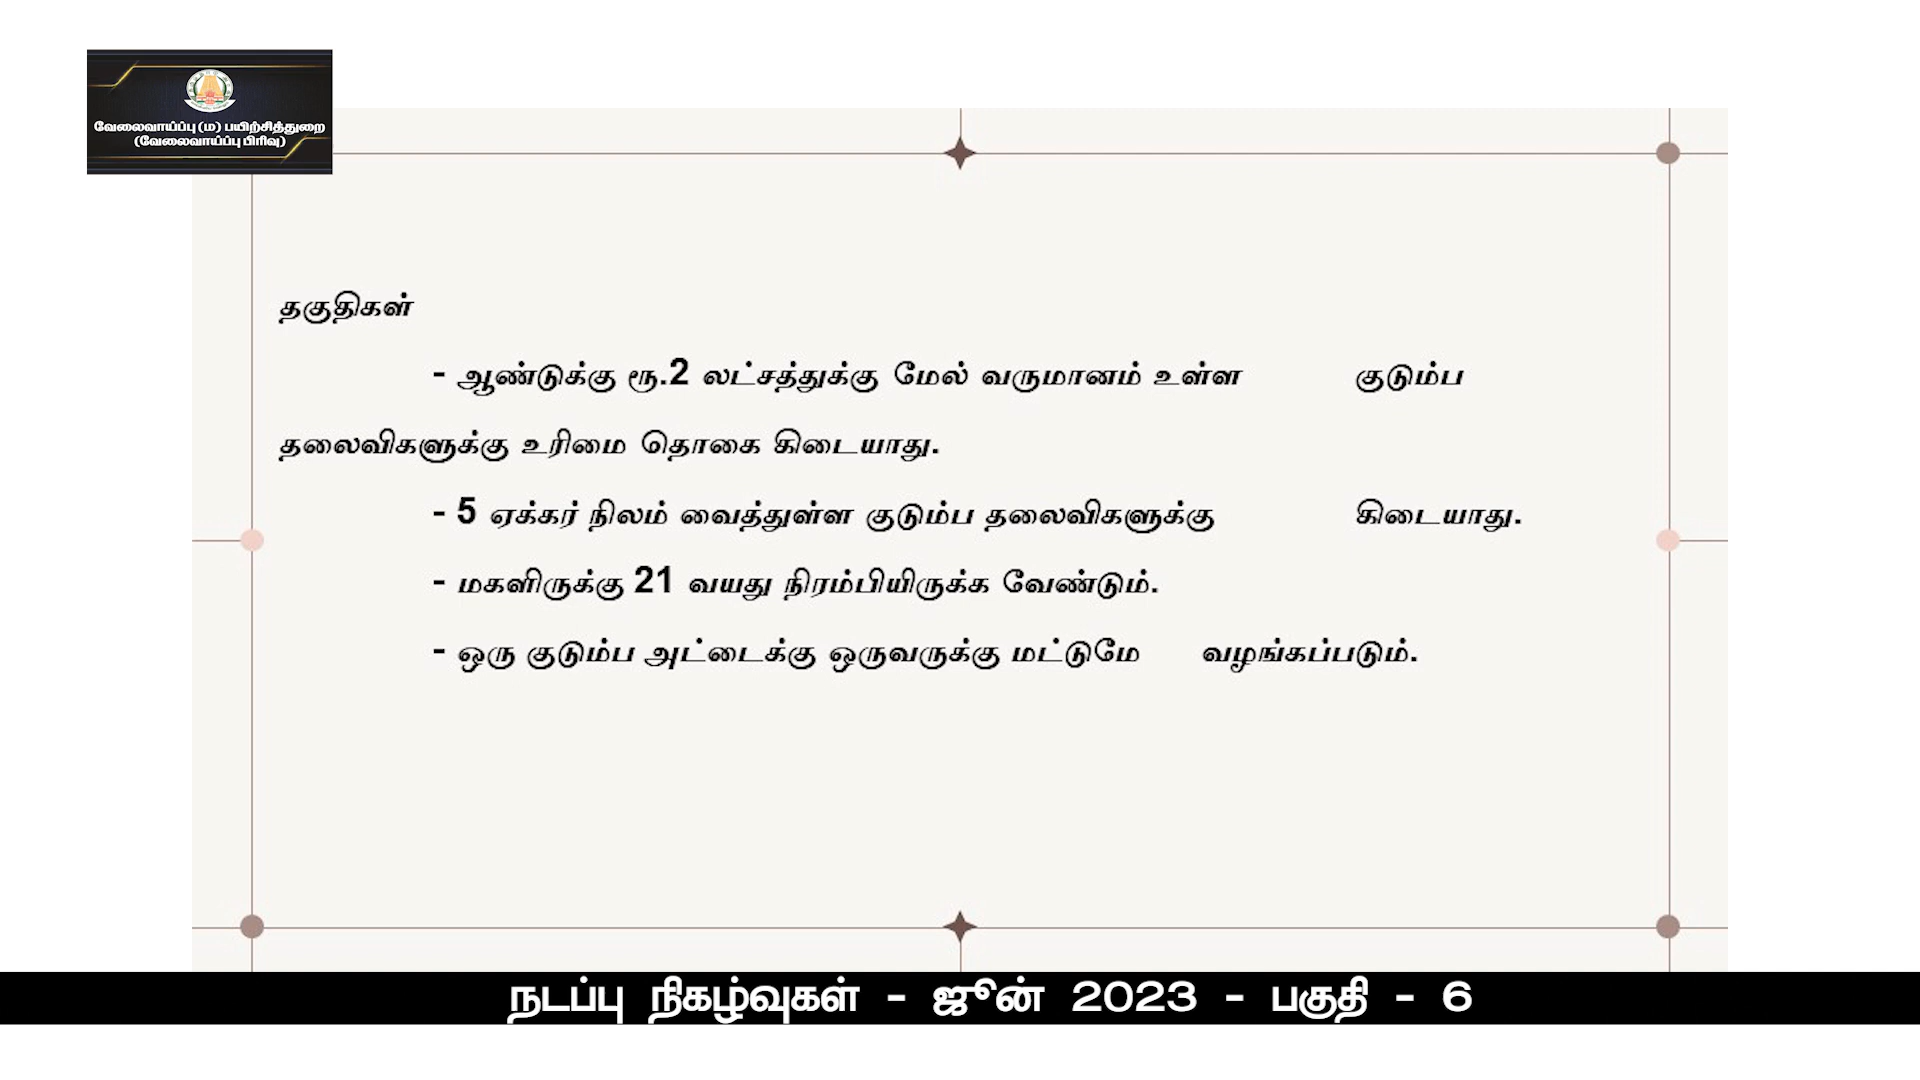 வேலைவாய்ப்பு (ம) பயிற்சித்துறை
(வேலைவாய்ப்பு பிரிவு)
தகுதிகள்
- ஆண்டுக்கு ரூ.2 லட்சத்துக்கு மேல் வருமானம் உள்ள குடும்ப
தலைவிகளுக்கு உரிமை தொகை கிடையாது.
- 5 ஏக்கர் நிலம் வைத்துள்ள குடும்ப தலைவிகளுக்கு கிடையாது.
- மகளிருக்கு 21 வயது நிரம்பியிருக்க வேண்டும்.
- ஒரு குடும்ப அட்டைக்கு ஒருவருக்கு மட்டுமே வழங்கப்படும்.
நடப்பு நிகழ்வுகள் - ஜூன் 2023 - பகுதி - 6